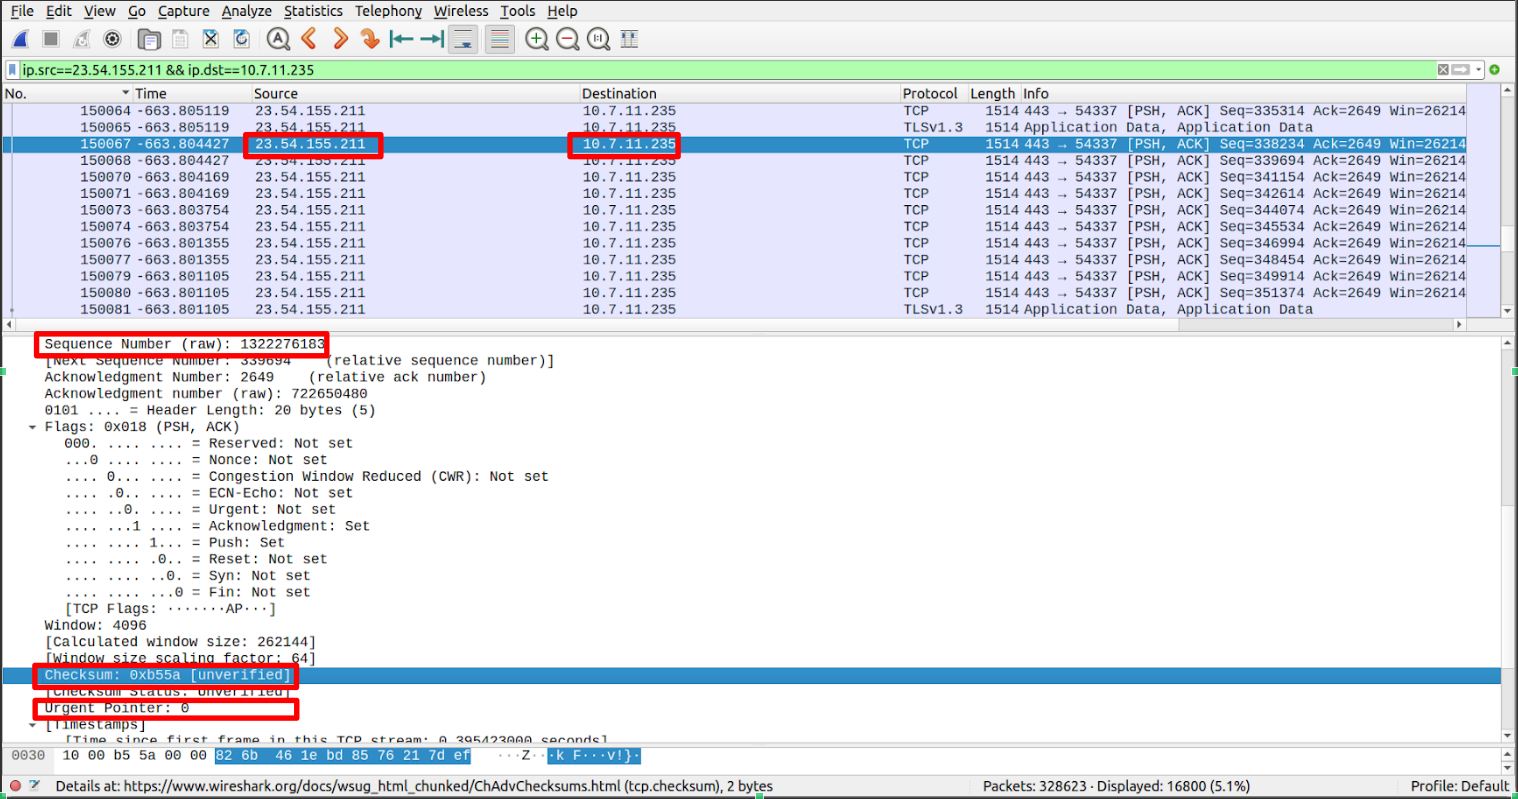 File Edit View Go Capture Analyze Statistics Telephony Wireless Tools Help
ip.src==23.54.155.211 && ip.dst==10.7.11.235
No. Time Source Destination Protocol Length Info
150064 -663.805119 23.54.155.211 10.7.11.235 TCP 1514 443 → 54337 [PSH, ACK] Seq=335314 Ack=2649 Win=26214
150065 -663.805119 23.54.155.211 10.7.11.235 TLSv1.3 1514 Application Data, Application Data
150067 -663.804427 23.54.155.211 10.7.11.235 TCP 1514 443 → 54337 [PSH, ACK] Seq=338234 Ack=2649 Win=26214
150068 -663.804427 23.54.155.211 10.7.11.235 TCP 1514 443 → 54337 [PSH, ACK] Seq=339694 Ack=2649 Win=26214
150070 -663.804169 23.54.155.211 10.7.11.235 TCP 1514 443 → 54337 [PSH, ACK] Seq=341154 Ack=2649 Win=26214
150071 -663.804169 23.54.155.211 10.7.11.235 TCP 1514 443 → 54337 [PSH, ACK] Seq=342614 Ack=2649 Win=26214
150073 -663.803754 23.54.155.211 10.7.11.235 TCP 1514 443 → 54337 [PSH, ACK] Seq=344074 Ack=2649 Win=26214
150074 -663.803754 23.54.155.211 10.7.11.235 TCP 1514 443 → 54337 [PSH, ACK] Seq=345534 Ack=2649 Win=26214
150076 -663.801355 23.54.155.211 10.7.11.235 TCP 1514 443 → 54337 [PSH, ACK] Seq=346994 Ack=2649 Win=26214
150077 -663.801355 23.54.155.211 10.7.11.235 TCP 1514 443 → 54337 [PSH, ACK] Seq=348454 Ack=2649 Win=26214
150079 -663.801105 23.54.155.211 10.7.11.235 TCP 1514 443 → 54337 [PSH, ACK] Seq=349914 Ack=2649 Win=26214
150080 -663.801105 23.54.155.211 10.7.11.235 TCP 1514 443 → 54337 [PSH, ACK] Seq=351374 Ack=2649 Win=26214
150081 -663.801105 23.54.155.211 10.7.11.235 TLSv1.3 1514 Application Data, Application Data
Sequence Number (raw): 1322276183
[Next Sequence Number: 339694 (relative sequence number)]
Acknowledgment Number: 2649 (relative ack number)
Acknowledgment number (raw): 722650480
0101 .... = Header Length: 20 bytes (5)
Flags: 0x018 (PSH, ACK)
000. .... .... = Reserved: Not set
...0 .... .... = Nonce: Not set
.... 0... .... = Congestion Window Reduced (CWR): Not set
.... .0.. .... = ECN-Echo: Not set
.... ..0. .... = Urgent: Not set
.... ...1 .... = Acknowledgment: Set
.... .... 1... = Push: Set
.... .... .0.. = Reset: Not set
.... .... ..0. = Syn: Not set
.... .... ...0 = Fin: Not set
[TCP Flags: ·······AP···]
Window: 4096
[Calculated window size: 262144]
[Window size scaling factor: 64]
Checksum: 0xb55a [unverified]
[Checksum Status: Unverified]
Urgent Pointer: 0
[Timestamps]
[Time since first frame in this TCP stream: 0.395423000 seconds]
0030 10 00 b5 5a 00 00 82 6b 46 1e bd 85 76 21 7d ef ···Z···k F···v!}·
Details at: https://www.wireshark.org/docs/wsug_html_chunked/ChAdvChecksums.html (tcp.checksum), 2 bytes Packets: 328623 · Displayed: 16800 (5.1%) Profile: Default